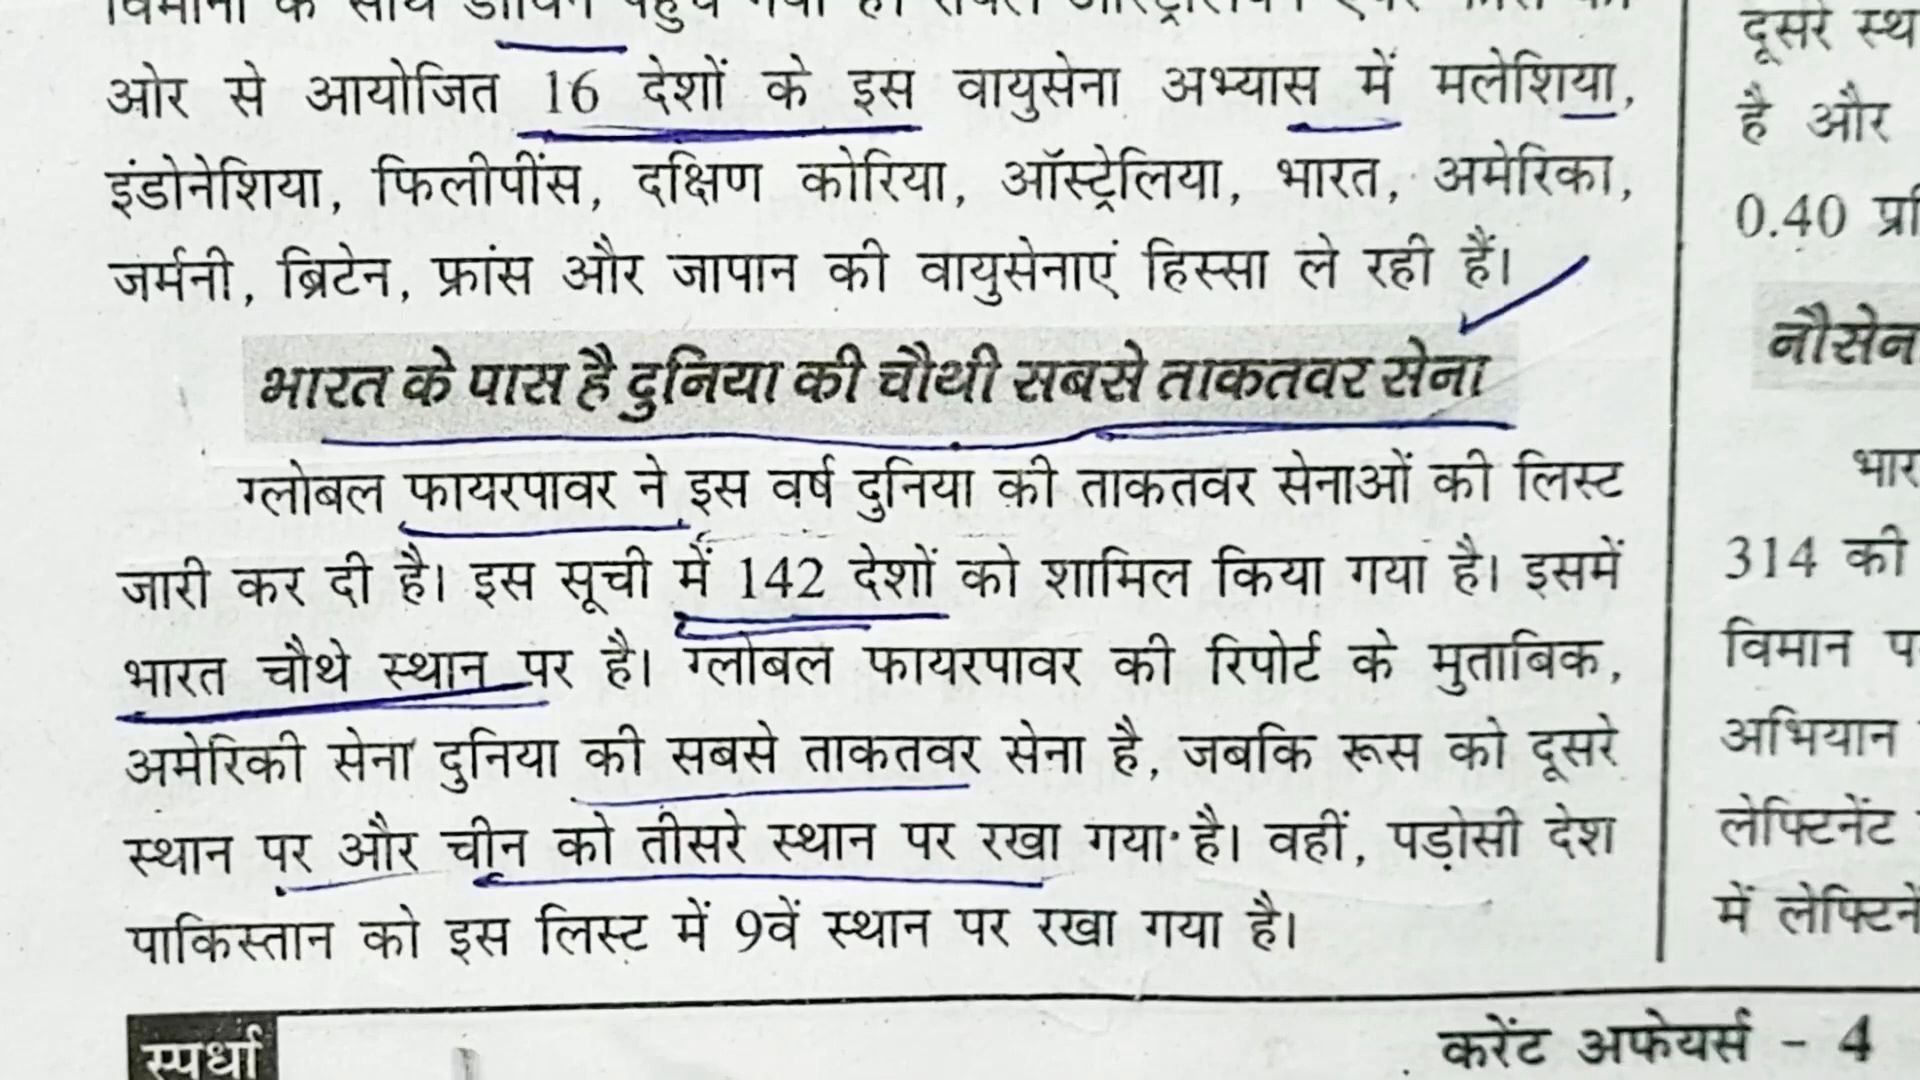 ओर से आयोजित 16 देशों के इस वायुसेना अभ्यास में मलेशिया,
इंडोनेशिया, फिलीपींस, दक्षिण कोरिया, ऑस्ट्रेलिया, भारत, अमेरिका,
जर्मनी, ब्रिटेन, फ्रांस और जापान की वायुसेनाएं हिस्सा ले रही हैं।
भारत के पास है दुनिया की चौथी सबसे ताकतवर सेना
ग्लोबल फायरपावर ने इस वर्ष दुनिया की ताकतवर सेनाओं की लिस्ट
जारी कर दी है। इस सूची में 142 देशों को शामिल किया गया है। इसमें
भारत चौथे स्थान पर है। ग्लोबल फायरपावर की रिपोर्ट के मुताबिक,
अमेरिकी सेना दुनिया की सबसे ताकतवर सेना है, जबकि रूस को दूसरे
स्थान पर और चीन को तीसरे स्थान पर रखा गया है। वहीं, पड़ोसी देश
पाकिस्तान को इस लिस्ट में 9वें स्थान पर रखा गया है।
दूसरे
है और
0.40
314 की
विमान
अभियान
लेफ्टिनेंट
में
स्पर्धा
करेंट अफेयर्स - 4